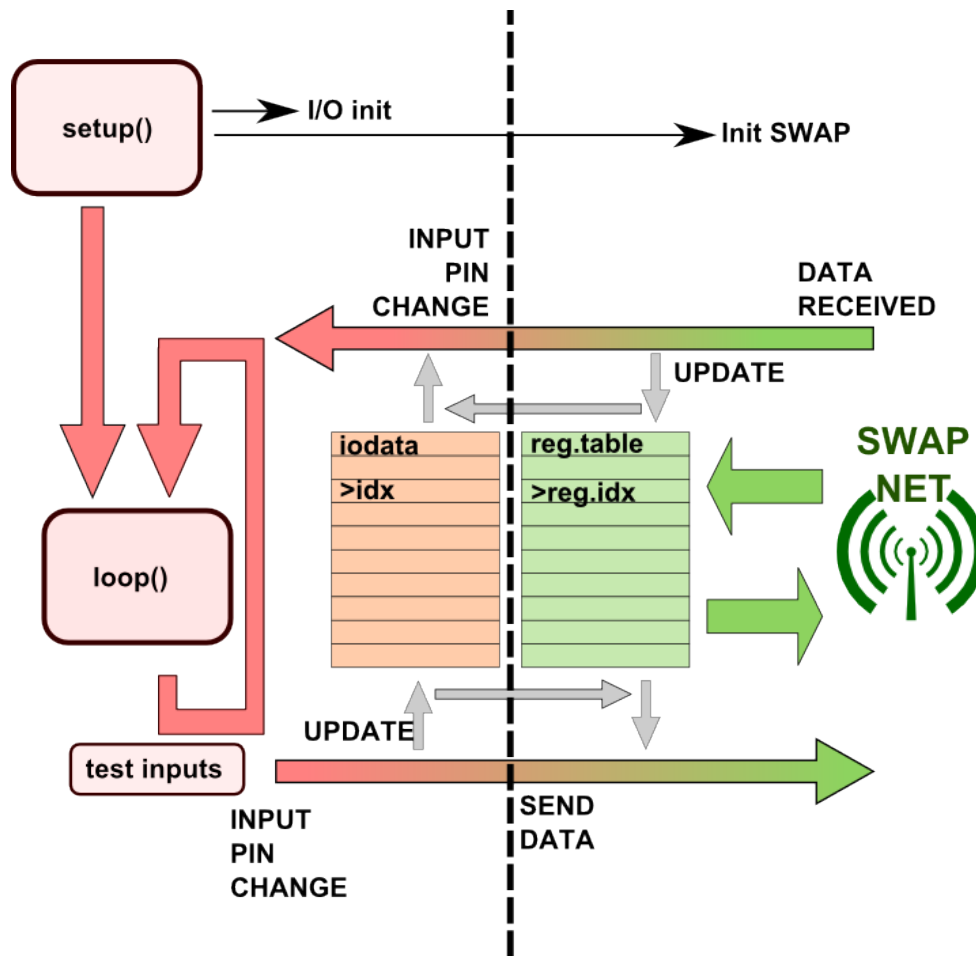 setup()
I/O init
Init SWAP
INPUT
PIN
CHANGE
DATA
RECEIVED
UPDATE
iodata
>idx
reg.table
>reg.idx
SWAP
NET
loop()
UPDATE
test inputs
INPUT
PIN
CHANGE
SEND
DATA